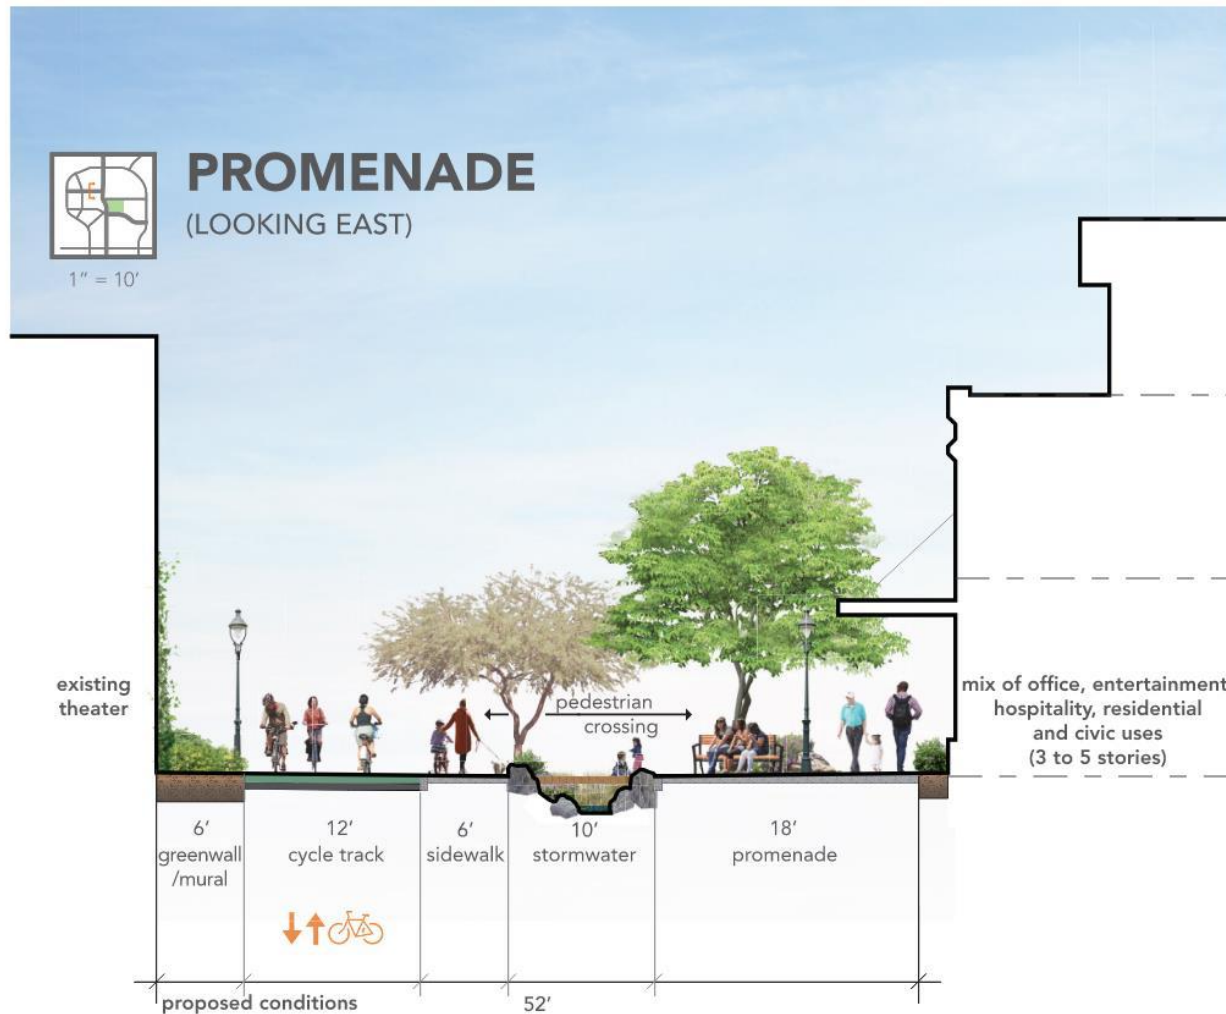 PROMENADE
(LOOKING EAST)
1" = 10'
existing
theater
pedestrian
crossing
mix of office, entertainment
hospitality, residential
and civic uses
(3 to 5 stories)
6'
greenwall
/mural
12'
cycle track
6'
sidewalk
10'
stormwater
18'
promenade
proposed conditions
52'